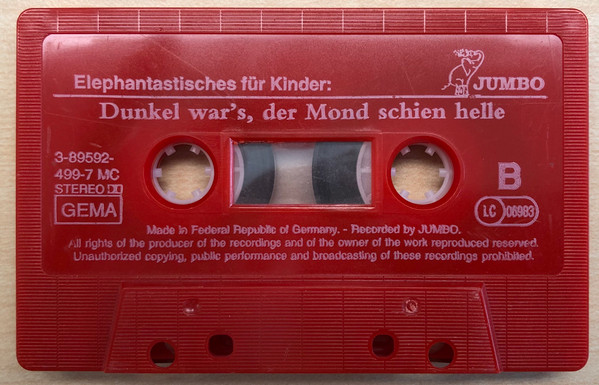 Elephantastisches für Kinder:
JUMBO
Dunkel war's, der Mond schien helle
3-89592-
499-7 MC
STEREO
GEMA
B
LC 06983
Made in Federal Republic of Germany. - Recorded by JUMBO.
All rights of the producer of the recordings and of the owner of the work reproduced reserved.
Unauthorized copying, public performance and broadcasting of these recordings prohibited.